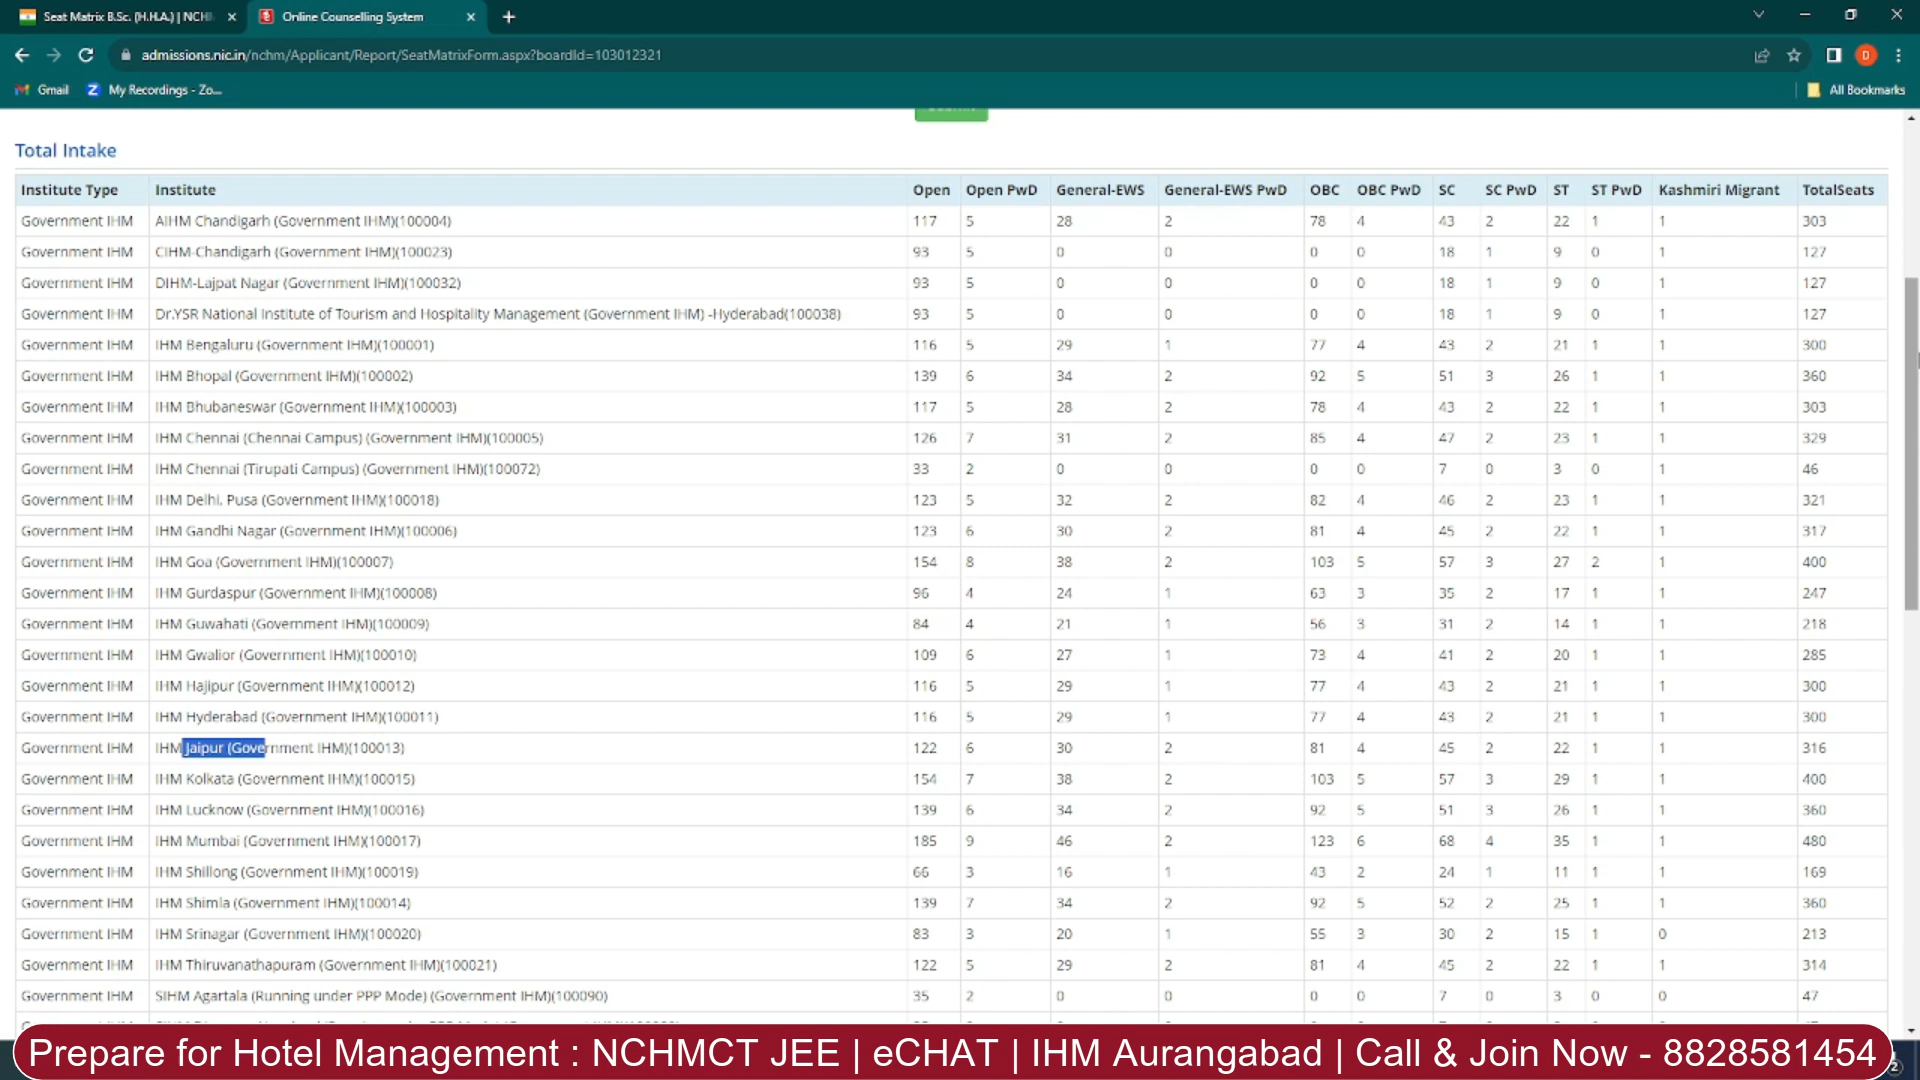 Seat Matrix B.Sc. (H.H.A.) | NCH
Online Counselling System
admissions.nic.in/nchm/Applicant/Report/SeatMatrixForm.aspx?boardId=103012321
D
Gmail My Recordings - Zo...
All Bookmarks
Total Intake
Institute Type Institute Open Open PwD General-EWS General-EWS PwD OBC OBC PwD SC SC PwD ST ST PwD Kashmiri Migrant TotalSeats
Government IHM AIHM Chandigarh (Government IHM)(100004) 117 5 28 2 78 4 43 2 22 1 1 303
Government IHM CIHM-Chandigarh (Government IHM)(100023) 93 5 0 0 0 0 18 1 9 0 1 127
Government IHM DIHM-Lajpat Nagar (Government IHM)(100032) 93 5 0 0 0 0 18 1 9 0 1 127
Government IHM Dr.YSR National Institute of Tourism and Hospitality Management (Government IHM) -Hyderabad(100038) 93 5 0 0 0 0 18 1 9 0 1 127
Government IHM IHM Bengaluru (Government IHM)(100001) 116 5 29 1 77 4 43 2 21 1 1 300
Government IHM IHM Bhopal (Government IHM)(100002) 139 6 34 2 92 5 51 3 26 1 1 360
Government IHM IHM Bhubaneswar (Government IHM)(100003) 117 5 28 2 78 4 43 2 22 1 1 303
Government IHM IHM Chennai (Chennai Campus) (Government IHM)(100005) 126 7 31 2 85 4 47 2 23 1 1 329
Government IHM IHM Chennai (Tirupati Campus) (Government IHM)(100072) 33 2 0 0 0 0 7 0 3 0 1 46
Government IHM IHM Delhi, Pusa (Government IHM)(100018) 123 5 32 2 82 4 46 2 23 1 1 321
Government IHM IHM Gandhi Nagar (Government IHM)(100006) 123 6 30 2 81 4 45 2 22 1 1 317
Government IHM IHM Goa (Government IHM)(100007) 154 8 38 2 103 5 57 3 27 2 1 400
Government IHM IHM Gurdaspur (Government IHM)(100008) 96 4 24 1 63 3 35 2 17 1 1 247
Government IHM IHM Guwahati (Government IHM)(100009) 84 4 21 1 56 3 31 2 14 1 1 218
Government IHM IHM Gwalior (Government IHM)(100010) 109 6 27 1 73 4 41 2 20 1 1 285
Government IHM IHM Hajipur (Government IHM)(100012) 116 5 29 1 77 4 43 2 21 1 1 300
Government IHM IHM Hyderabad (Government IHM)(100011) 116 5 29 1 77 4 43 2 21 1 1 300
Government IHM IHM Jaipur (Government IHM)(100013) 122 6 30 2 81 4 45 2 22 1 1 316
Government IHM IHM Kolkata (Government IHM)(100015) 154 7 38 2 103 5 57 3 29 1 1 400
Government IHM IHM Lucknow (Government IHM)(100016) 139 6 34 2 92 5 51 3 26 1 1 360
Government IHM IHM Mumbai (Government IHM)(100017) 185 9 46 2 123 6 68 4 35 1 1 480
Government IHM IHM Shillong (Government IHM)(100019) 66 3 16 1 43 2 24 1 11 1 1 169
Government IHM IHM Shimla (Government IHM)(100014) 139 7 34 2 92 5 52 2 25 1 1 360
Government IHM IHM Srinagar (Government IHM)(100020) 83 3 20 1 55 3 30 2 15 1 0 213
Government IHM IHM Thiruvanathapuram (Government IHM)(100021) 122 5 29 2 81 4 45 2 22 1 1 314
Government IHM SIHM Agartala (Running under PPP Mode) (Government IHM)(100090) 35 2 0 0 0 0 7 0 3 0 0 47
Prepare for Hotel Management : NCHMCT JEE | eCHAT | IHM Aurangabad | Call & Join Now - 8828581454